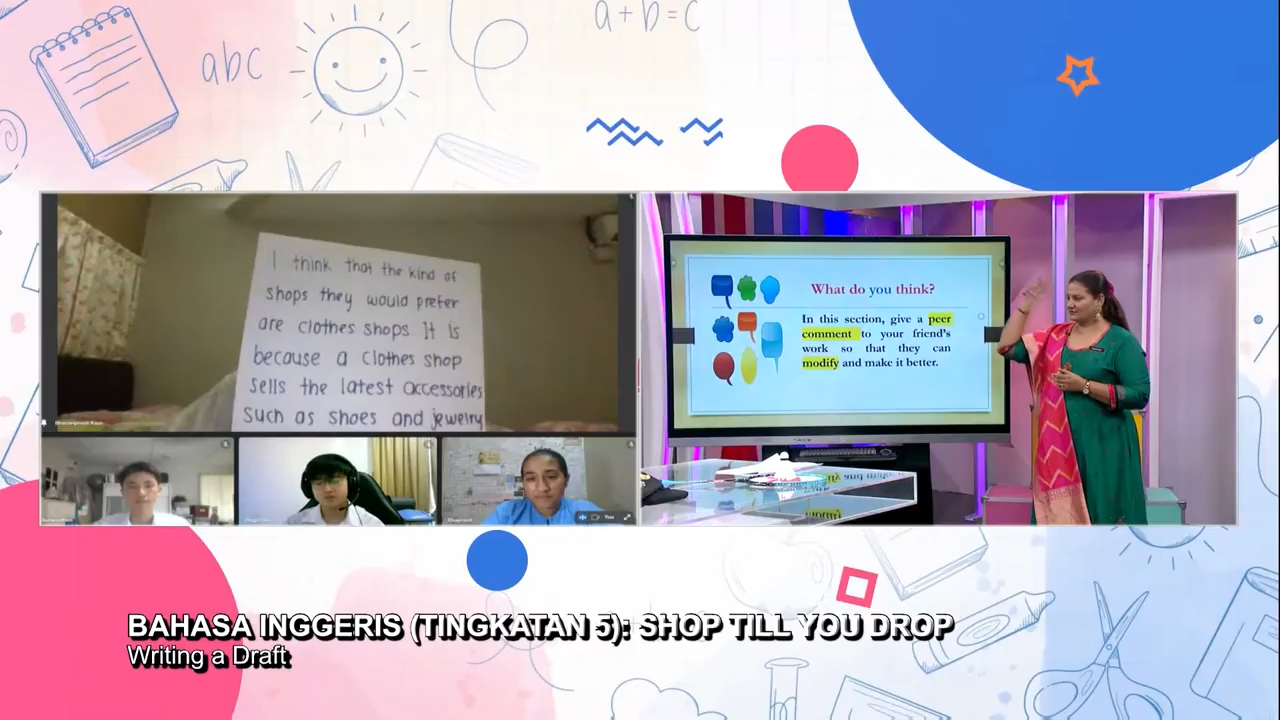 abc
a+b=c
I think that the kind of
shops they would prefer
are clothes shops. It is
because a clothes shop
sells the latest accessories
such as shoes and jewelry
What do you think?
In this section, give a peer
comment to your friend's
work so that they can
modify and make it better.
You
BAHASA INGGERIS (TINGKATAN 5): SHOP TILL YOU DROP
Writing a Draft